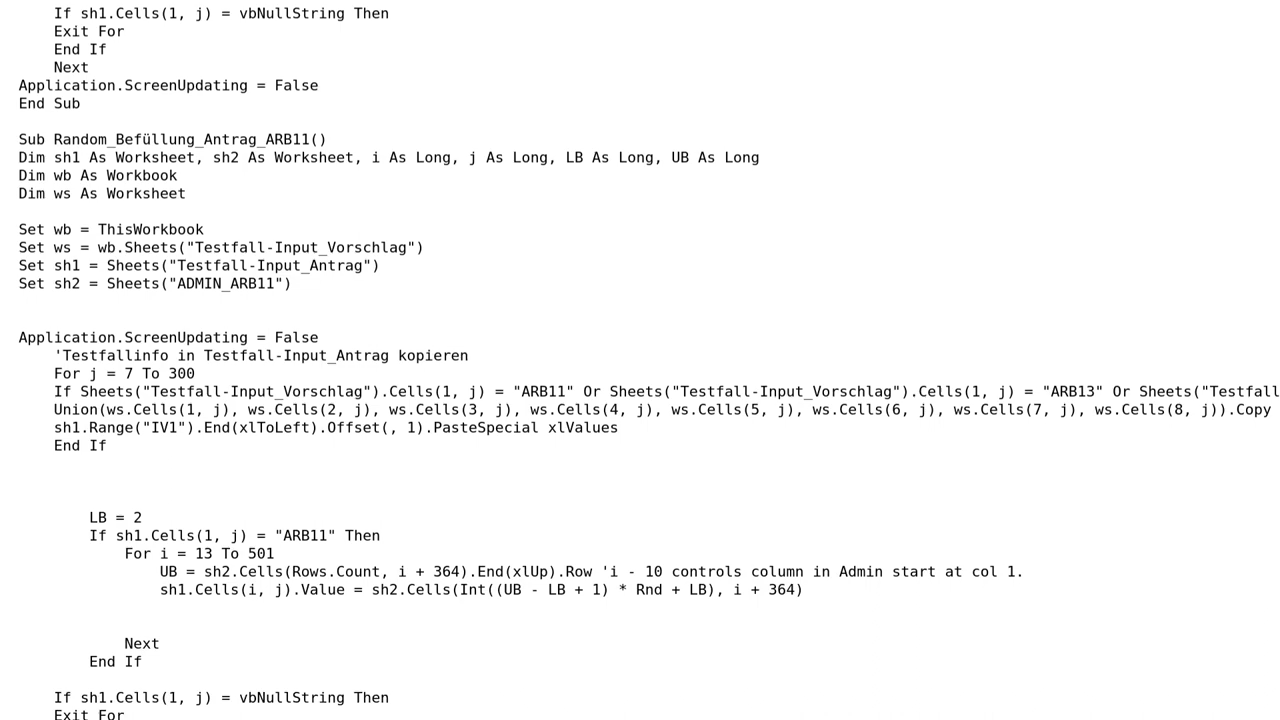 If sh1.Cells(1, j) = vbNullString Then
Exit For
End If
Next
Application.ScreenUpdating = False
End Sub
Sub Random_Befüllung_Antrag_ARB11()
Dim sh1 As Worksheet, sh2 As Worksheet, i As Long, j As Long, LB As Long, UB As Long
Dim wb As Workbook
Dim ws As Worksheet
Set wb = ThisWorkbook
Set ws = wb.Sheets("Testfall-Input_Vorschlag")
Set sh1 = Sheets("Testfall-Input_Antrag")
Set sh2 = Sheets("ADMIN_ARB11")
Application.ScreenUpdating = False
'Testfallinfo in Testfall-Input_Antrag kopieren
For j = 7 To 300
If Sheets("Testfall-Input_Vorschlag").Cells(1, j) = "ARB11" Or Sheets("Testfall-Input_Vorschlag").Cells(1, j) = "ARB13" Or Sheets("Testfall
Union(ws.Cells(1, j), ws.Cells(2, j), ws.Cells(3, j), ws.Cells(4, j), ws.Cells(5, j), ws.Cells(6, j), ws.Cells(7, j), ws.Cells(8, j)).Copy
sh1.Range("IV1").End(xlToLeft).Offset(, 1).PasteSpecial xlValues
End If
LB = 2
If sh1.Cells(1, j) = "ARB11" Then
For i = 13 To 501
UB = sh2.Cells(Rows.Count, i + 364).End(xlUp).Row 'i - 10 controls column in Admin start at col 1.
sh1.Cells(i, j).Value = sh2.Cells(Int((UB - LB + 1) * Rnd + LB), i + 364)
Next
End If
If sh1.Cells(1, j) = vbNullString Then
Exit For